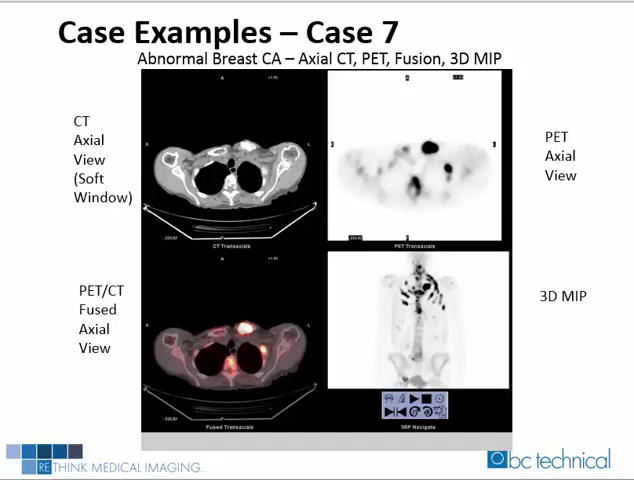 Case Examples – Case 7
Abnormal Breast CA – Axial CT, PET, Fusion, 3D MIP
CT
Axial
View
(Soft
Window)
A
R
L
CT Transaxials
A
PET Transaxials
PET
Axial
View
PET/CT
Fused
Axial
View
A
R
L
Fused Transaxials
MIP Navigate
3D MIP
RETHINK MEDICAL IMAGING.
bc technical